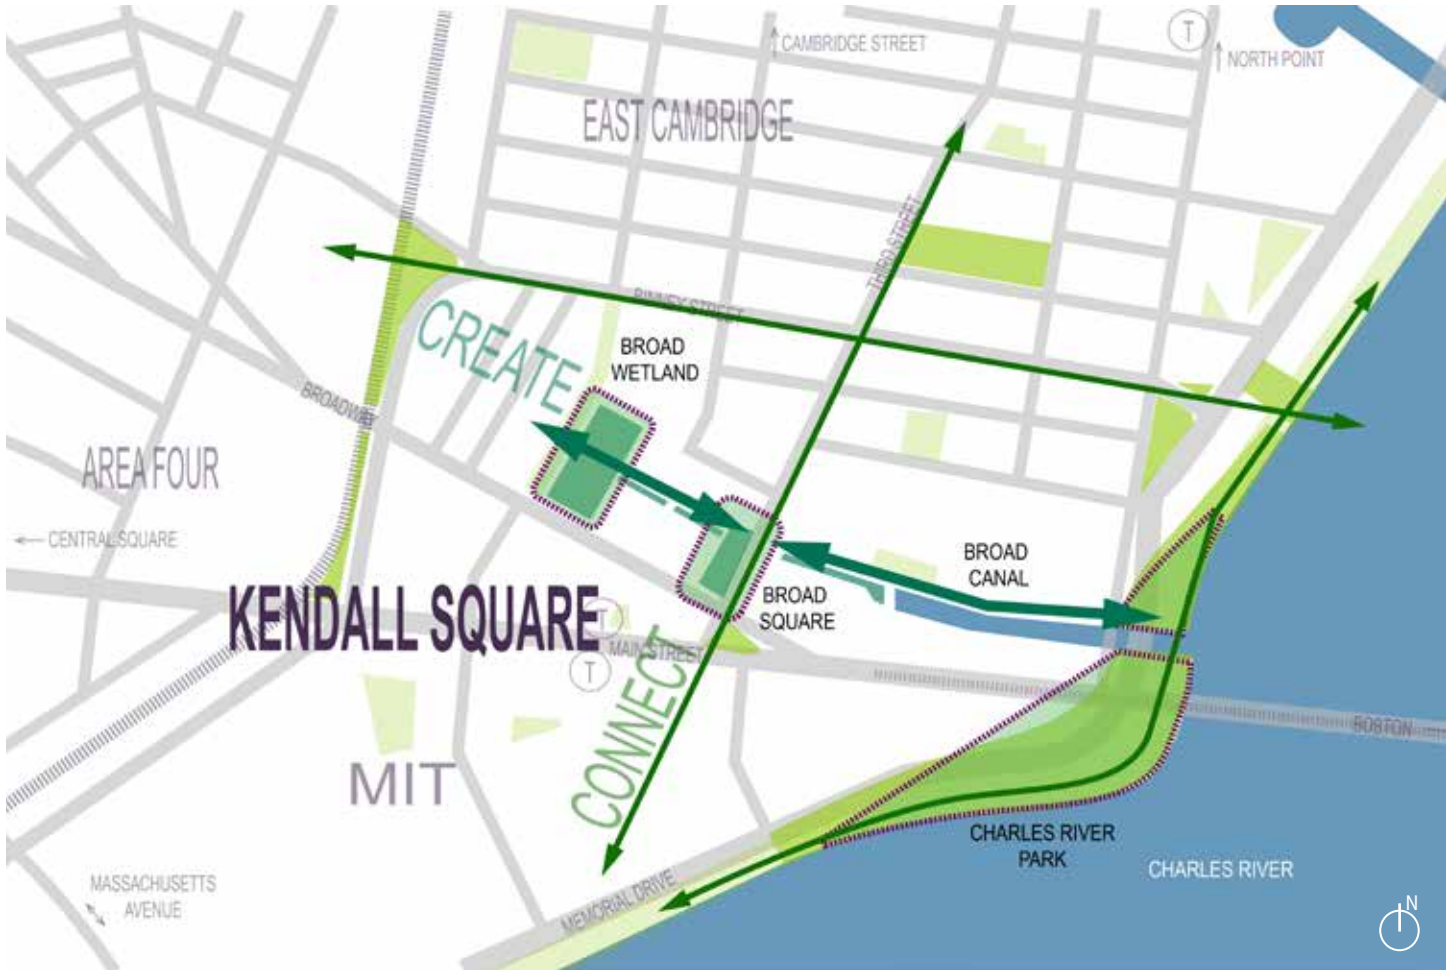 T
CAMBRIDGE STREET
NORTH POINT
EAST CAMBRIDGE
THIRD STREET
BINNEY STREET
CREATE
BROAD
WETLAND
BROADWAY
AREA FOUR
CENTRAL SQUARE
BROAD
CANAL
KENDALL SQUARE
BROAD
SQUARE
T
MAIN STREET
T
CONNECT
BOSTON
MIT
CHARLES RIVER
PARK
CHARLES RIVER
MASSACHUSETTS
AVENUE
MEMORIAL DRIVE
N